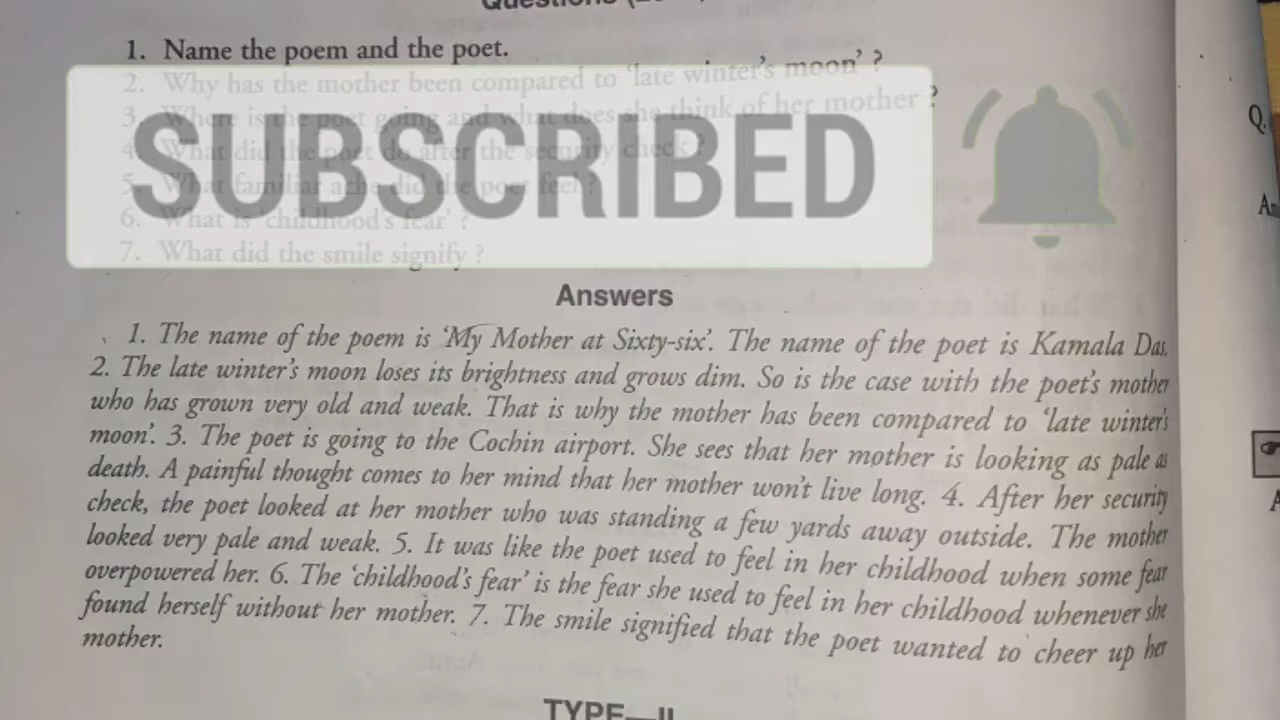 Questions
1. Name the poem and the poet.
2. Why has the mother been compared to 'late winter's moon' ?
3. Where is the poet going and what does she think of her mother ?
4. What did the poet do after the security check ?
5. What familiar ache did the poet feel ?
6. What is 'childhood's fear' ?
7. What did the smile signify ?
SUBSCRIBED
Answers
1. The name of the poem is 'My Mother at Sixty-six'. The name of the poet is Kamala Das.
2. The late winter's moon loses its brightness and grows dim. So is the case with the poet's mother
who has grown very old and weak. That is why the mother has been compared to 'late winter's
moon'. 3. The poet is going to the Cochin airport. She sees that her mother is looking as pale as
death. A painful thought comes to her mind that her mother won't live long. 4. After her security
check, the poet looked at her mother who was standing a few yards away outside. The mother
looked very pale and weak. 5. It was like the poet used to feel in her childhood when some fear
overpowered her. 6. The 'childhood's fear' is the fear she used to feel in her childhood whenever she
found herself without her mother. 7. The smile signified that the poet wanted to cheer up her
mother.
TYPE—II
Q.